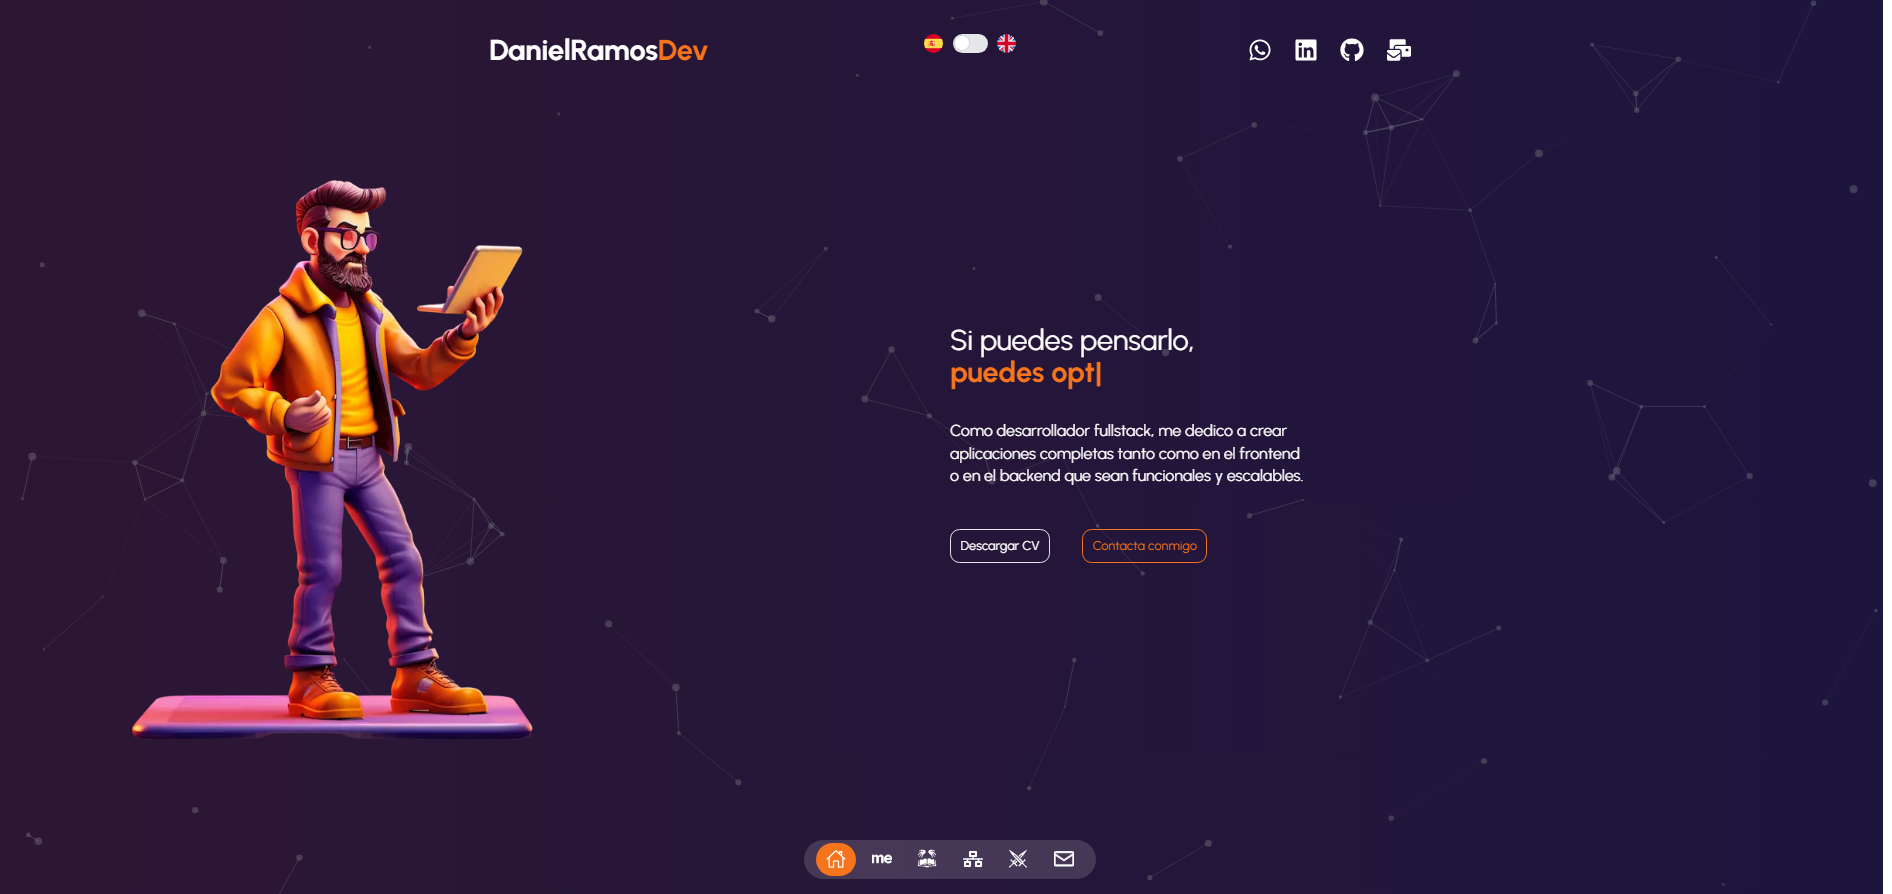 DanielRamosDev
Si puedes pensarlo,
puedes opt|
Como desarrollador fullstack, me dedico a crear
aplicaciones completas tanto como en el frontend
o en el backend que sean funcionales y escalables.
Descargar CV
Contacta conmigo
me